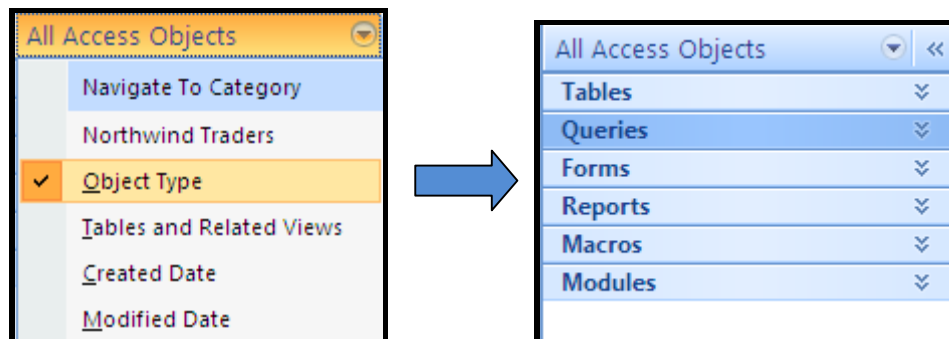 All Access Objects
Navigate To Category
Northwind Traders
Object Type
Tables and Related Views
Created Date
Modified Date
All Access Objects
Tables
Queries
Forms
Reports
Macros
Modules